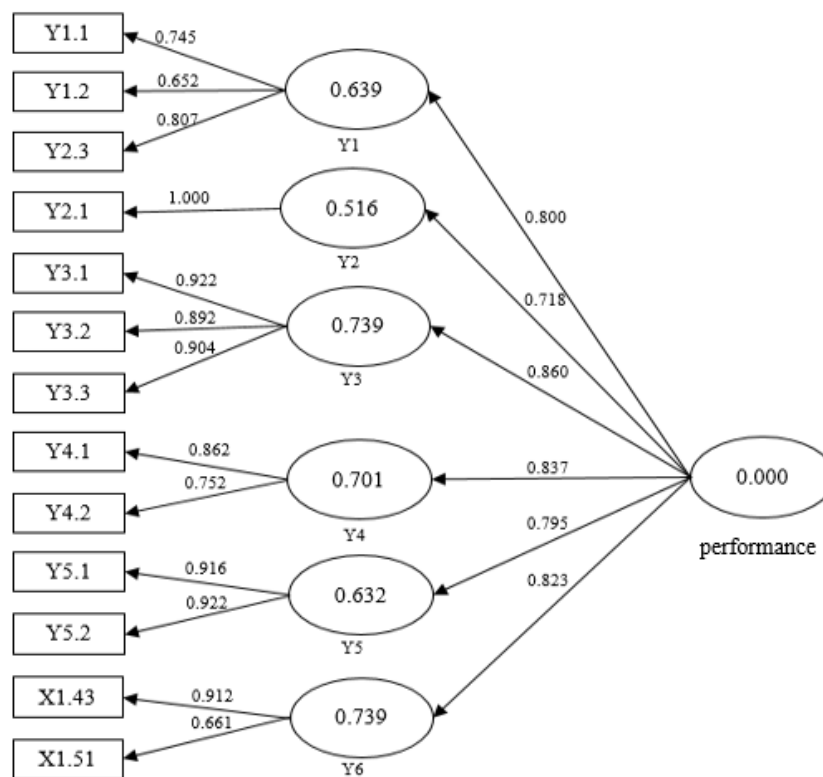 Y1.1
0.745
Y1.2
0.652
0.639
Y2.3
0.807
Y1
Y2.1
1.000
0.516
0.800
Y2
Y3.1
0.922
0.718
Y3.2
0.892
0.739
Y3.3
0.904
Y3
0.860
Y4.1
0.862
0.837
0.701
0.000
Y4.2
0.752
Y4
performance
Y5.1
0.916
0.795
0.632
0.823
Y5.2
0.922
Y5
X1.43
0.912
0.739
X1.51
0.661
Y6